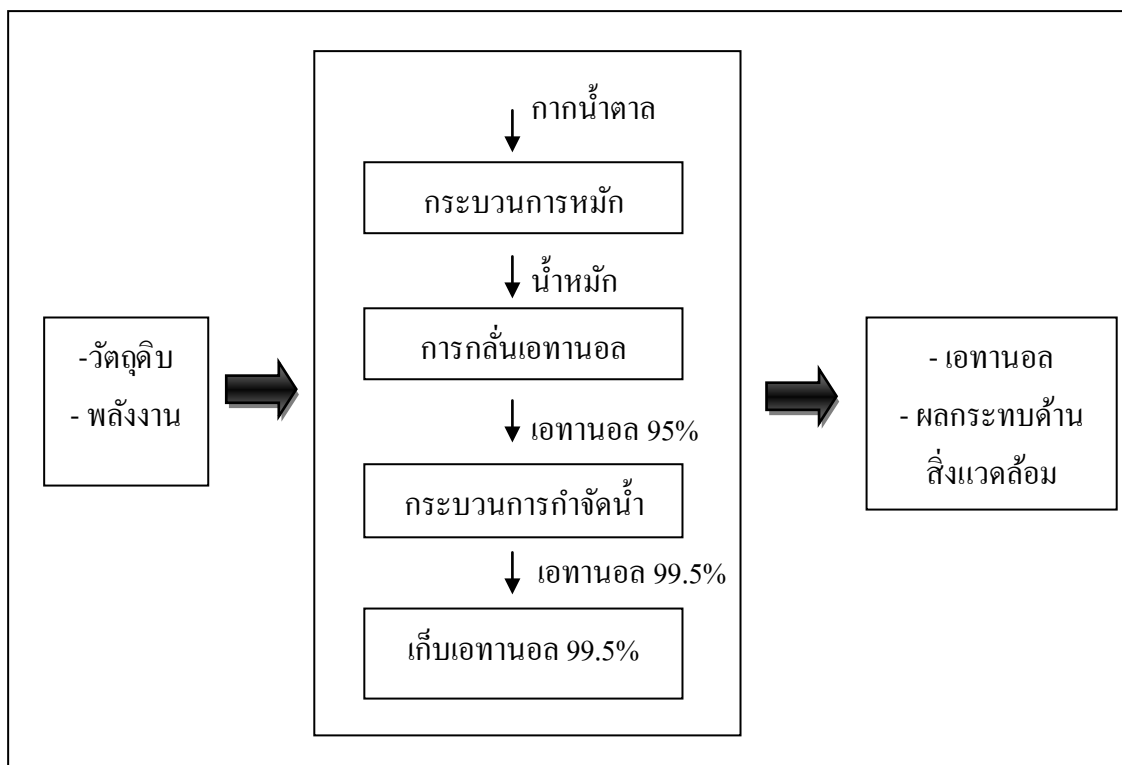 -วัตถุดิบ
- พลังงาน
กากน้ำตาล
กระบวนการหมัก
น้ำหมัก
การกลั่นเอทานอล
เอทานอล 95%
กระบวนการกำจัดน้ำ
เอทานอล 99.5%
เก็บเอทานอล 99.5%
- เอทานอล
- ผลกระทบด้าน
สิ่งแวดล้อม